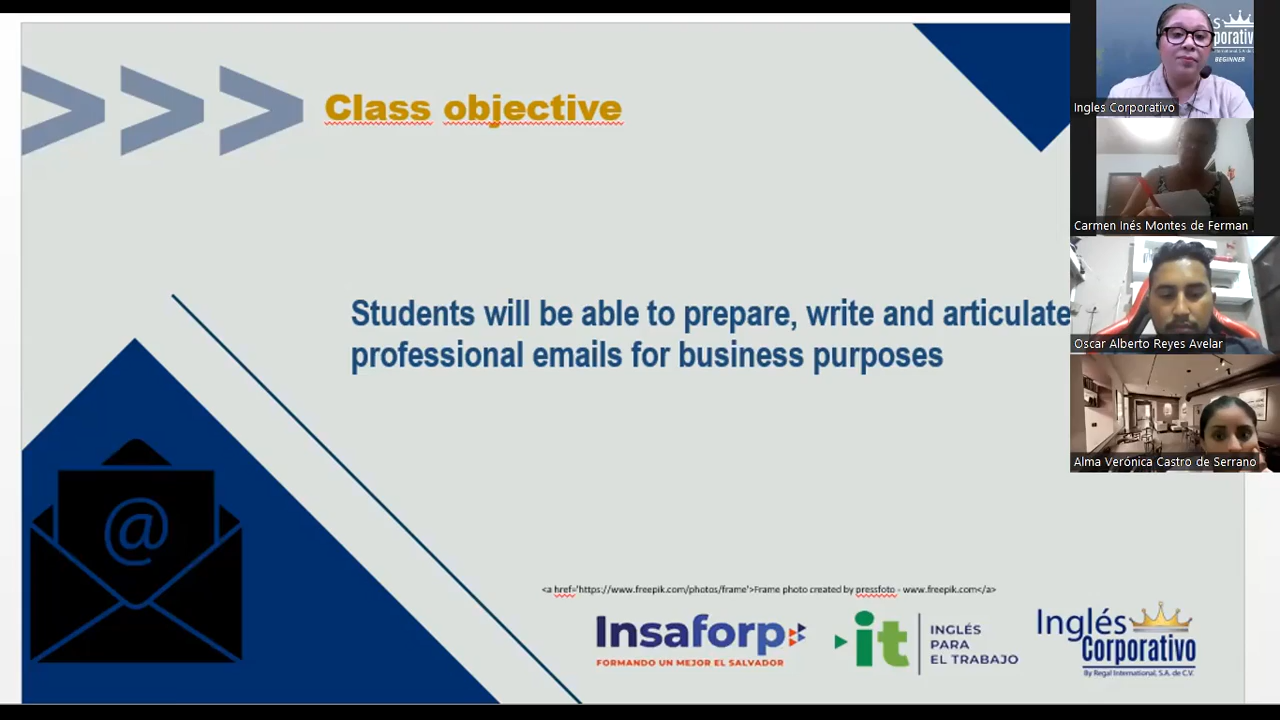 Class objective
Students will be able to prepare, write and articulate
professional emails for business purposes
@
<a href='https://www.freepik.com/photos/frame'>Frame photo created by pressfoto - www.freepik.com</a>
Insaforp
FORMANDO UN MEJOR EL SALVADOR
it
INGLÉS
PARA
EL TRABAJO
Inglés
Corporativo
By Regal International, S.A. de C.V.
s
porativ
BEGINNER
Ingles Corporativo
Carmen Inés Montes de Ferman
Oscar Alberto Reyes Avelar
Alma Verónica Castro de Serrano